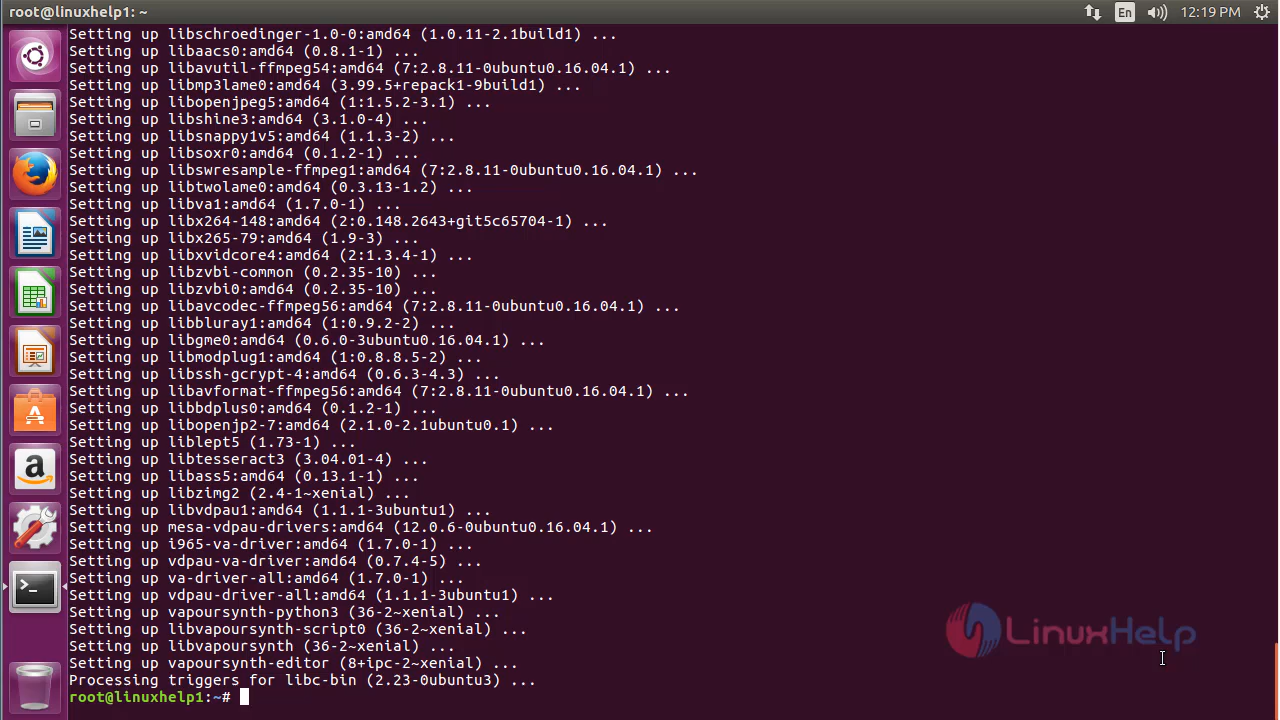 root@linuxhelp1: ~
En
12:19 PM
Setting up libschroedinger-1.0-0:amd64 (1.0.11-2.1build1) ...
Setting up libaacs0:amd64 (0.8.1-1) ...
Setting up libavutil-ffmpeg54:amd64 (7:2.8.11-0ubuntu0.16.04.1) ...
Setting up libmp3lame0:amd64 (3.99.5+repack1-9build1) ...
Setting up libopenjpeg5:amd64 (1:1.5.2-3.1) ...
Setting up libshine3:amd64 (3.1.0-4) ...
Setting up libsnappy1v5:amd64 (1.1.3-2) ...
Setting up libsoxr0:amd64 (0.1.2-1) ...
Setting up libswresample-ffmpeg1:amd64 (7:2.8.11-0ubuntu0.16.04.1) ...
Setting up libtwolame0:amd64 (0.3.13-1.2) ...
Setting up libva1:amd64 (1.7.0-1) ...
Setting up libx264-148:amd64 (2:0.148.2643+git5c65704-1) ...
Setting up libx265-79:amd64 (1.9-3) ...
Setting up libxvidcore4:amd64 (2:1.3.4-1) ...
Setting up libzvbi-common (0.2.35-10) ...
Setting up libzvbi0:amd64 (0.2.35-10) ...
Setting up libavcodec-ffmpeg56:amd64 (7:2.8.11-0ubuntu0.16.04.1) ...
Setting up libbluray1:amd64 (1:0.9.2-2) ...
Setting up libgme0:amd64 (0.6.0-3ubuntu0.16.04.1) ...
Setting up libmodplug1:amd64 (1:0.8.8.5-2) ...
Setting up libssh-gcrypt-4:amd64 (0.6.3-4.3) ...
Setting up libavformat-ffmpeg56:amd64 (7:2.8.11-0ubuntu0.16.04.1) ...
Setting up libbdplus0:amd64 (0.1.2-1) ...
Setting up libopenjp2-7:amd64 (2.1.0-2.1ubuntu0.1) ...
Setting up liblept5 (1.73-1) ...
Setting up libtesseract3 (3.04.01-4) ...
Setting up libass5:amd64 (0.13.1-1) ...
Setting up libzimg2 (2.4-1~xenial) ...
Setting up libvdpau1:amd64 (1.1.1-3ubuntu1) ...
Setting up mesa-vdpau-drivers:amd64 (12.0.6-0ubuntu0.16.04.1) ...
Setting up i965-va-driver:amd64 (1.7.0-1) ...
Setting up vdpau-va-driver:amd64 (0.7.4-5) ...
Setting up va-driver-all:amd64 (1.7.0-1) ...
Setting up vdpau-driver-all:amd64 (1.1.1-3ubuntu1) ...
Setting up vapoursynth-python3 (36-2~xenial) ...
Setting up libvapoursynth-script0 (36-2~xenial) ...
Setting up libvapoursynth (36-2~xenial) ...
Setting up vapoursynth-editor (8+ipc-2~xenial) ...
Processing triggers for libc-bin (2.23-0ubuntu3) ...
root@linuxhelp1:~#
LinuxHelp